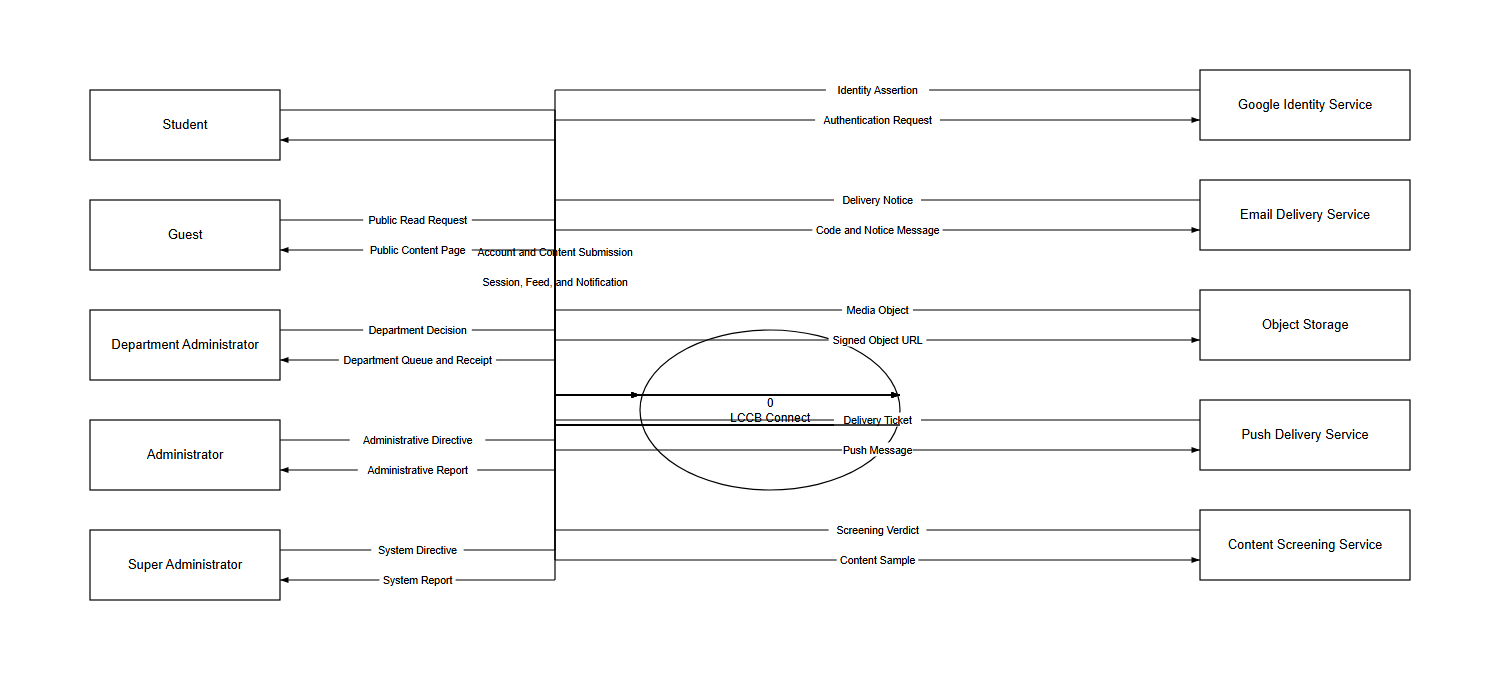 Identity Assertion
Google Identity Service
Student
Authentication Request
Delivery Notice
Email Delivery Service
Public Read Request
Guest
Code and Notice Message
Public Content Page
Account and Content Submission
Session, Feed, and Notification
Media Object
Object Storage
Department Decision
Department Administrator
Signed Object URL
Department Queue and Receipt
0
LCCB Connect
Delivery Ticket
Push Delivery Service
Administrative Directive
Administrator
Push Message
Administrative Report
Screening Verdict
Content Screening Service
System Directive
Super Administrator
Content Sample
System Report